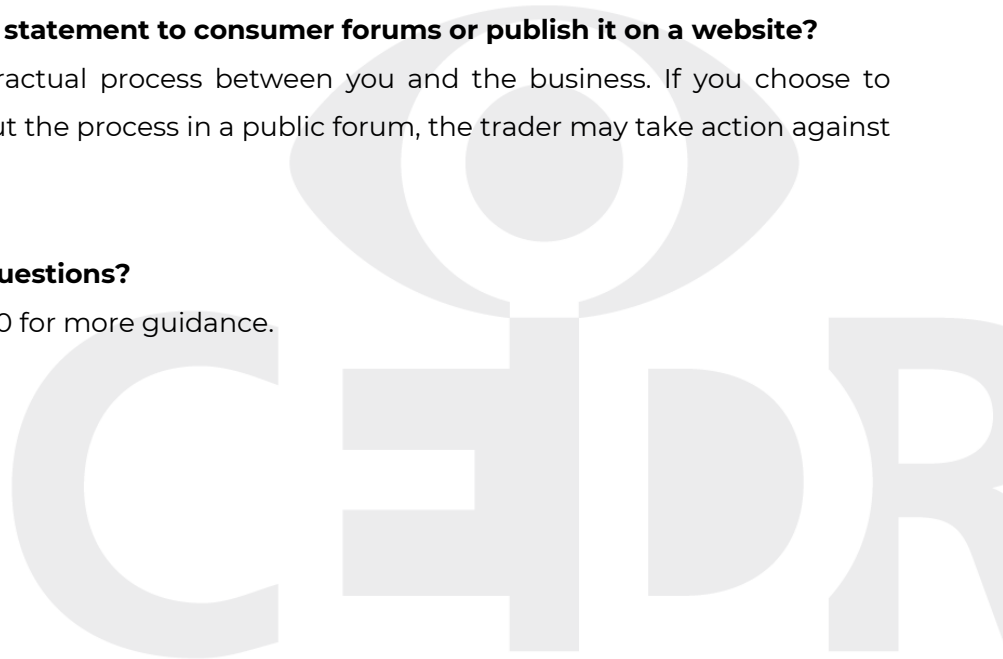 statement to consumer forums or publish it on a website?
ractual process between you and the business. If you choose to
ut the process in a public forum, the trader may take action against
uestions?
0 for more guidance.
CEDR